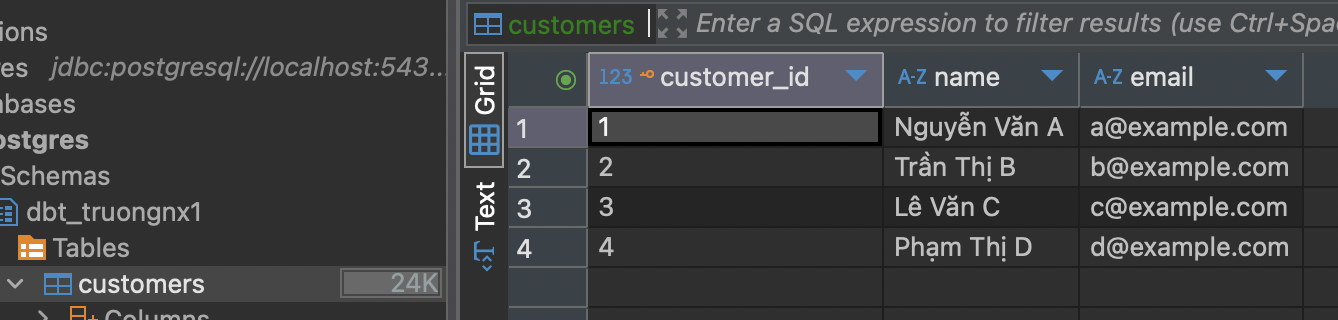 ions
res jdbc:postgresql://localhost:543...
abases
ostgres
Schemas
dbt_truongnx1
Tables
customers 24K
Columns
customers Enter a SQL expression to filter results (use Ctrl+Spa
Grid
Text
123 customer_id A-Z name A-Z email
1 1 Nguyễn Văn A a@example.com
2 2 Trần Thị B b@example.com
3 3 Lê Văn C c@example.com
4 4 Phạm Thị D d@example.com